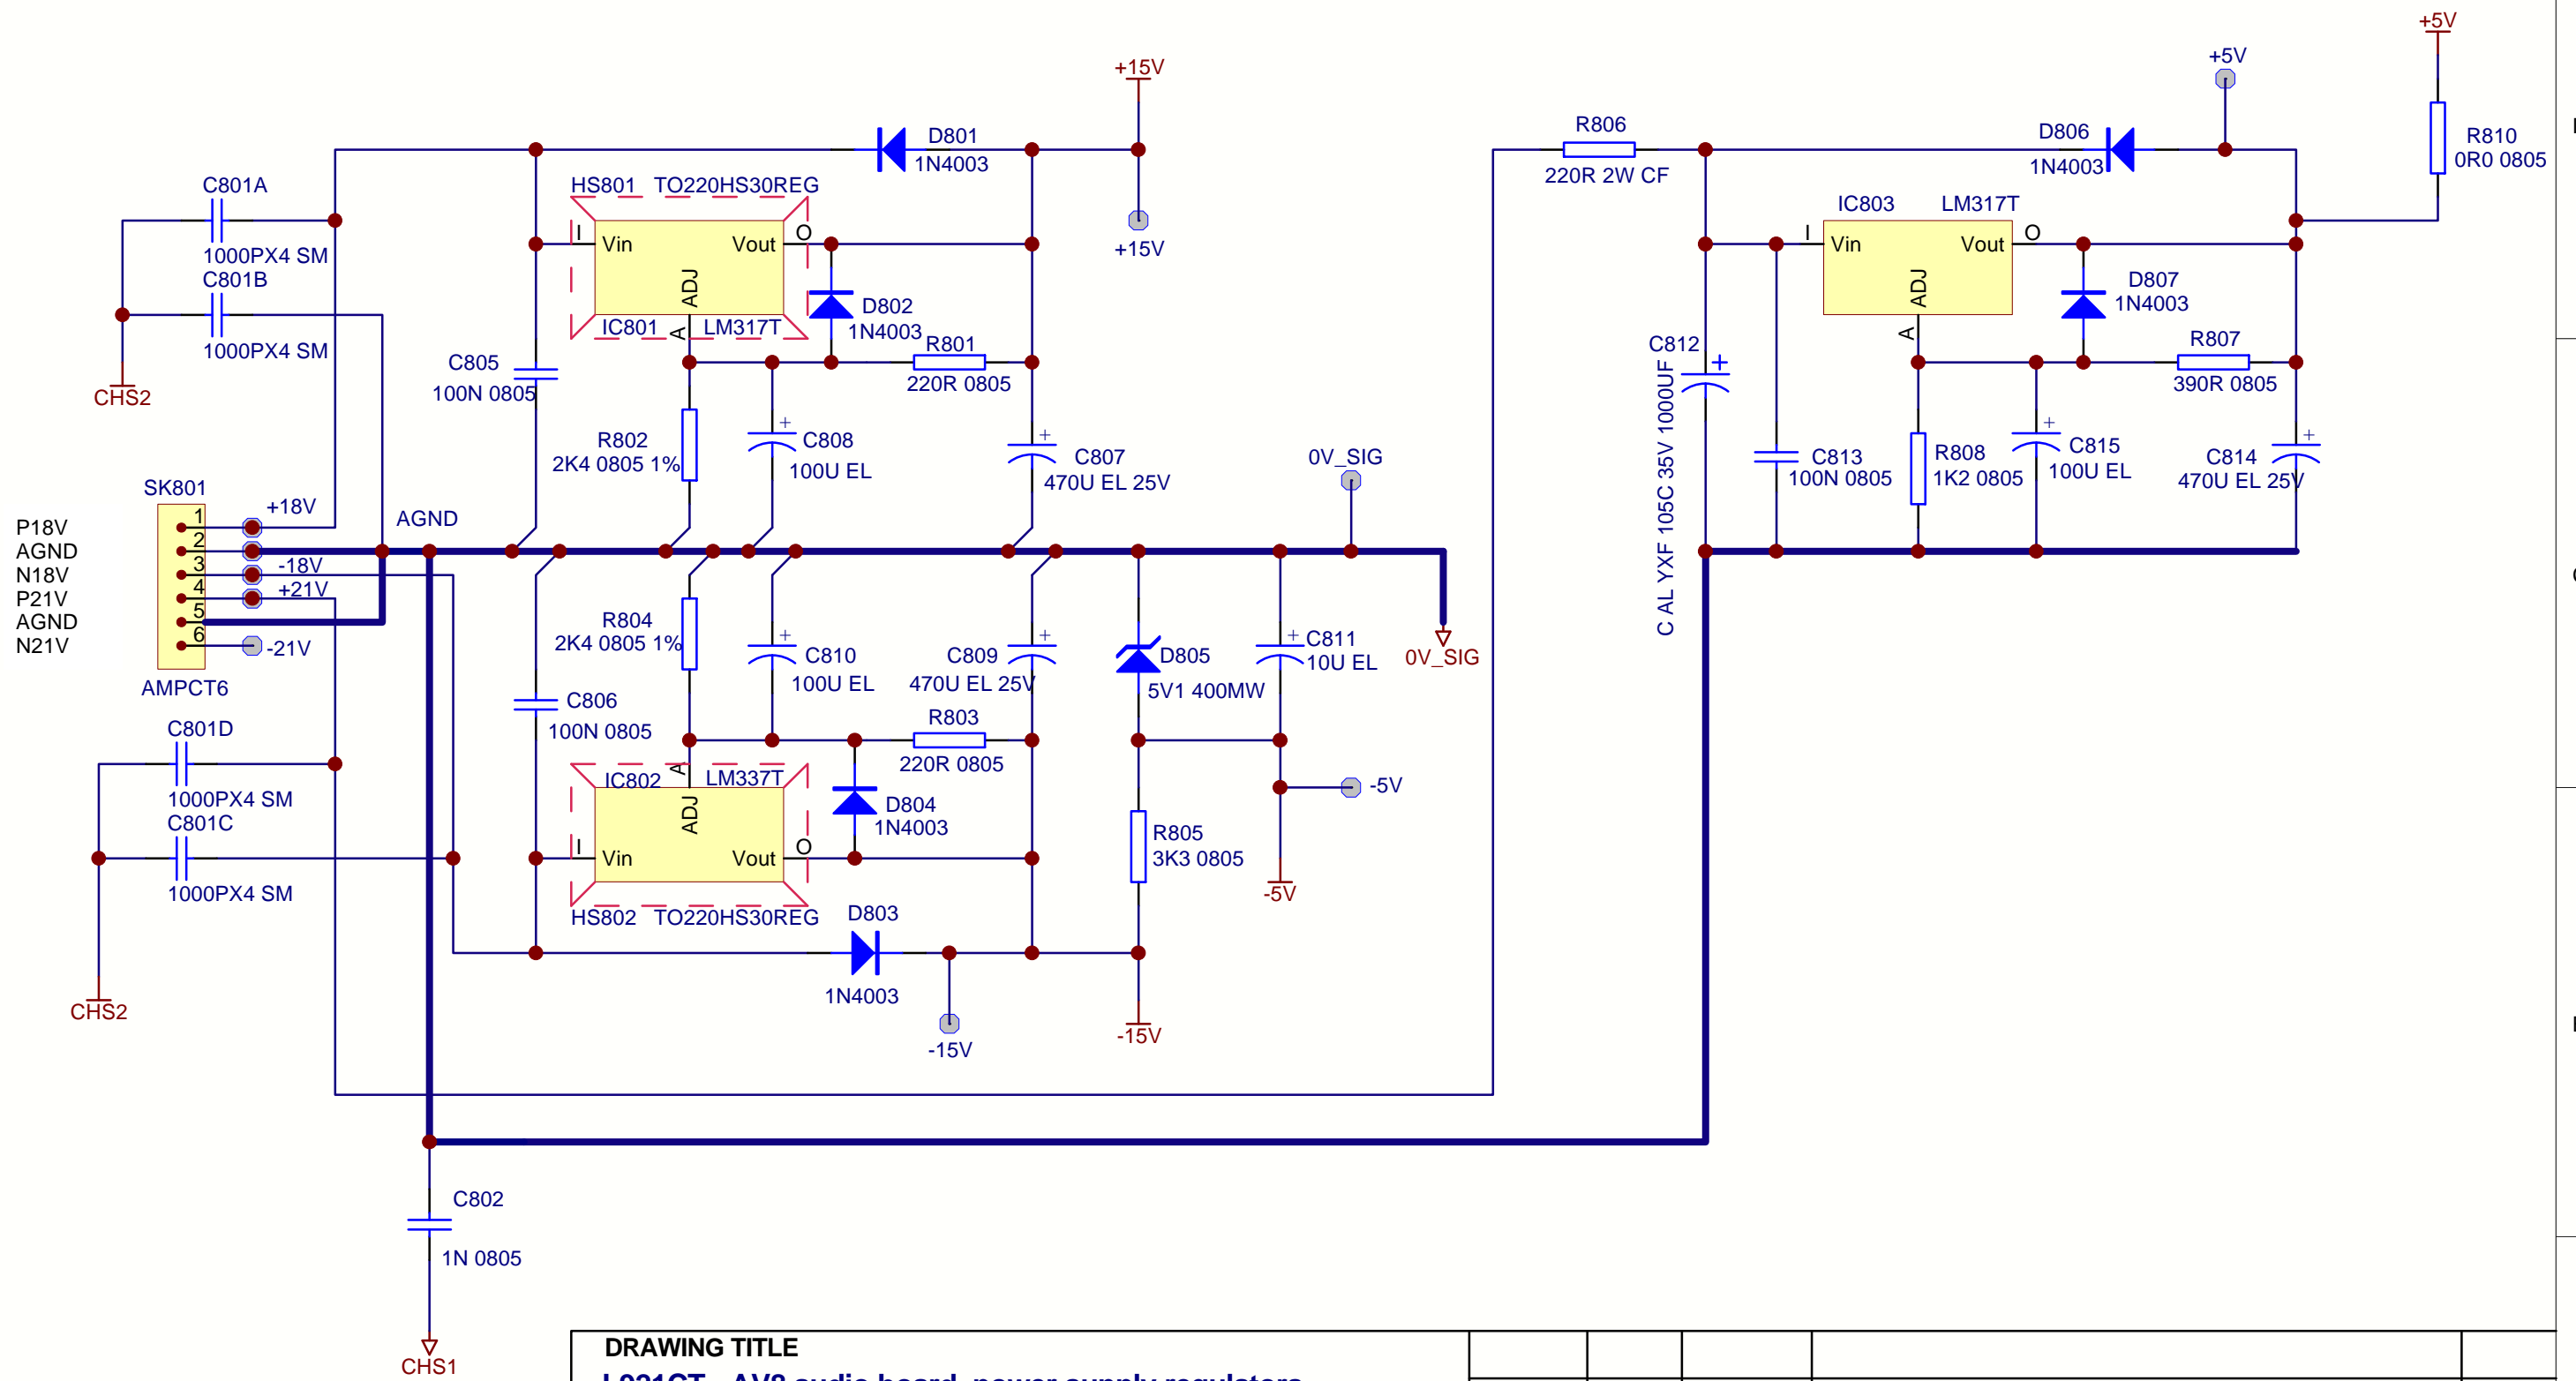 +15V
+15V
D801
1N4003
C801A
1000PX4 SM
C801B
1000PX4 SM
CHS2
HS801 TO220HS30REG
I Vin Vout O
ADJ
A
IC801 LM317T
D802
1N4003
R801
220R 0805
C805
100N 0805
R802
2K4 0805 1%
C808
+
100U EL
C807
+
470U EL 25V
0V_SIG
SK801
P18V 1 +18V
AGND 2 AGND
N18V 3 -18V
P21V 4 +21V
AGND 5
N21V 6 -21V
AMPCT6
R804
2K4 0805 1%
C810
+
100U EL
C809
+
470U EL 25V
D805
5V1 400MW
C811
+
10U EL
0V_SIG
C806
100N 0805
R803
220R 0805
C801D
1000PX4 SM
C801C
1000PX4 SM
CHS2
IC802 LM337T
A
ADJ
I Vin Vout O
HS802 TO220HS30REG
D804
1N4003
D803
1N4003
-15V
R805
3K3 0805
-15V
-5V
-5V
R806
220R 2W CF
D806
1N4003
+5V
+5V
R810
0R0 0805
IC803 LM317T
I Vin Vout O
ADJ
A
D807
1N4003
R807
390R 0805
C812
+
C AL YXF 105C 35V 1000UF
C813
100N 0805
R808
1K2 0805
C815
+
100U EL
C814
+
470U EL 25V
C802
1N 0805
CHS1
DRAWING TITLE